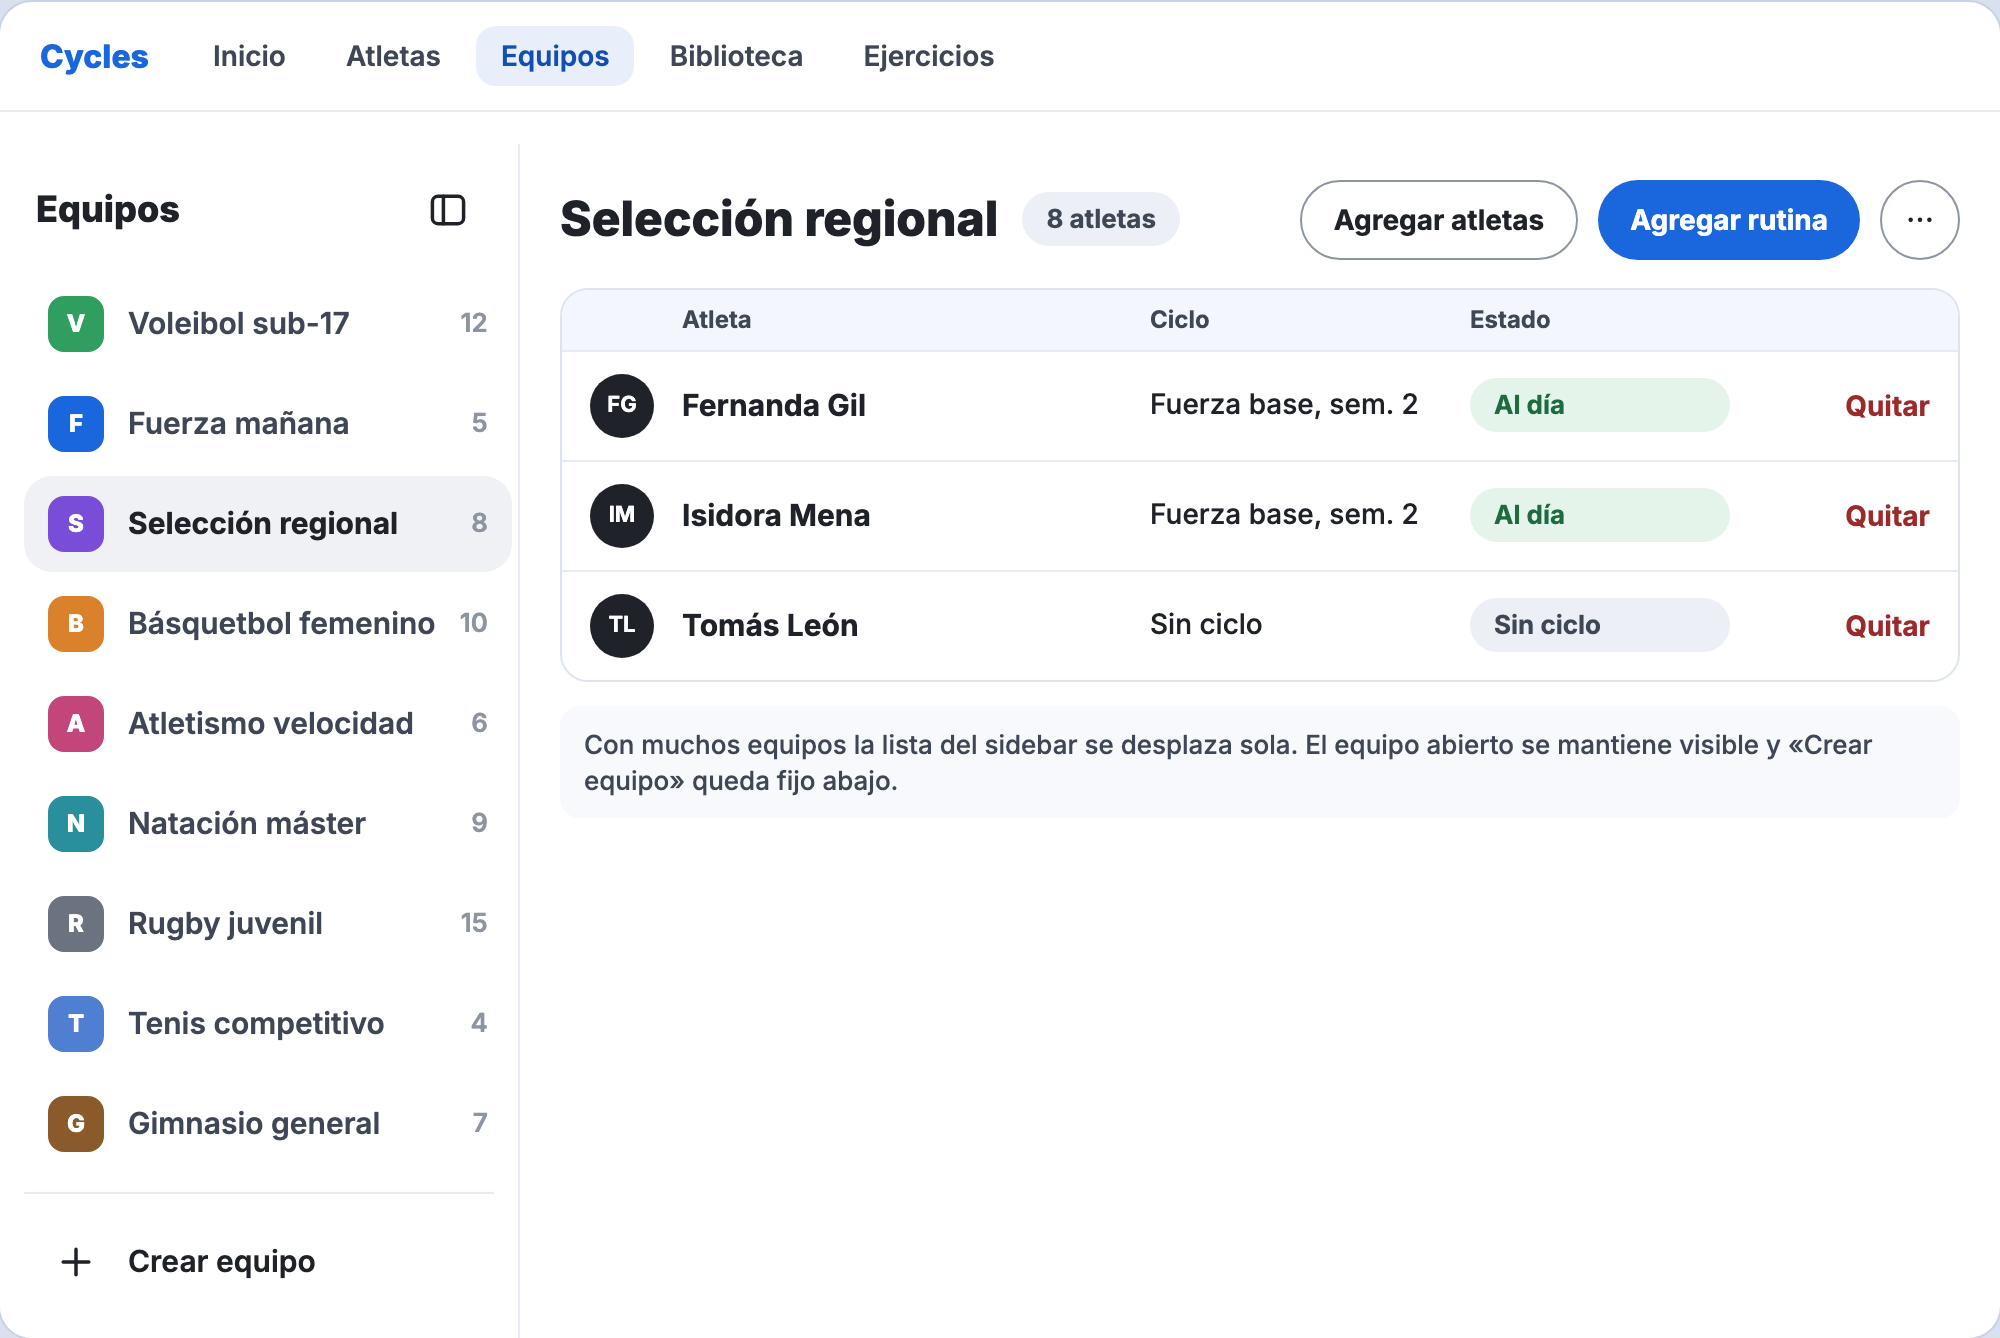 Cycles Inicio Atletas Equipos Biblioteca Ejercicios
Equipos
V Voleibol sub-17 12
F Fuerza mañana 5
S Selección regional 8
B Básquetbol femenino 10
A Atletismo velocidad 6
N Natación máster 9
R Rugby juvenil 15
T Tenis competitivo 4
G Gimnasio general 7
Crear equipo
Selección regional 8 atletas Agregar atletas Agregar rutina ···
Atleta Ciclo Estado
FG Fernanda Gil Fuerza base, sem. 2 Al día Quitar
IM Isidora Mena Fuerza base, sem. 2 Al día Quitar
TL Tomás León Sin ciclo Sin ciclo Quitar
Con muchos equipos la lista del sidebar se desplaza sola. El equipo abierto se mantiene visible y «Crear
equipo» queda fijo abajo.